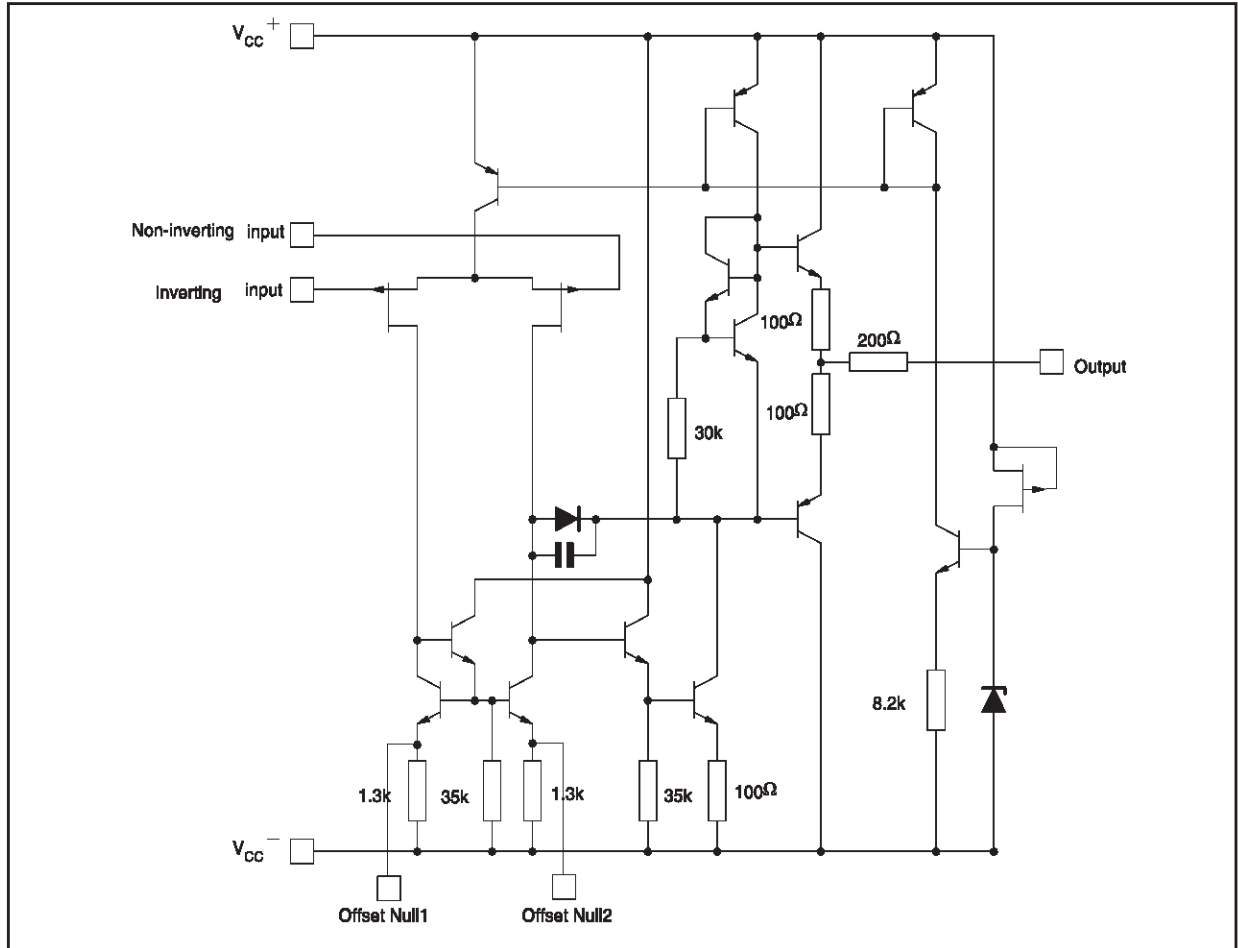 VCC+
Non-inverting input
Inverting input
100Ω
200Ω
Output
100Ω
30k
8.2k
1.3k
35k
1.3k
35k
100Ω
VCC−
Offset Null1
Offset Null2